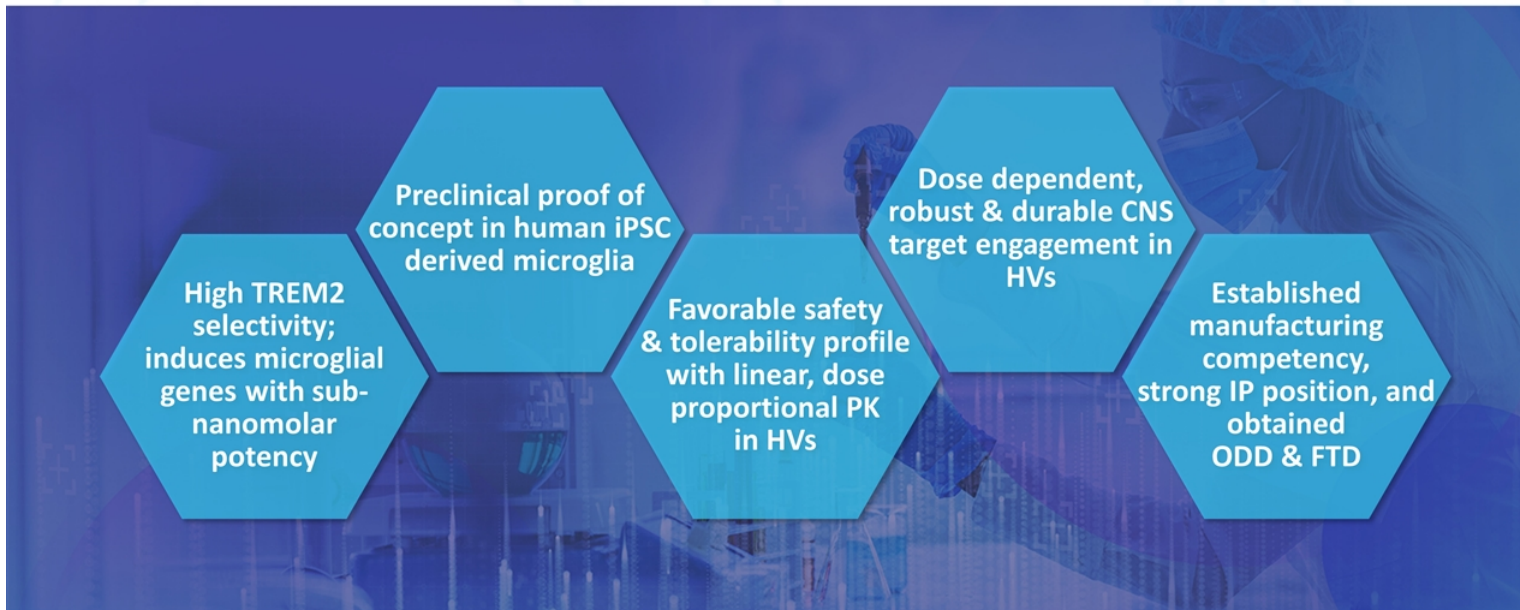 High TREM2
selectivity;
induces microglial
genes with sub-
nanomolar
potency
Preclinical proof of
concept in human iPSC
derived microglia
Favorable safety
& tolerability profile
with linear, dose
proportional PK
in HVs
Dose dependent,
robust & durable CNS
target engagement in
HVs
Established
manufacturing
competency,
strong IP position, and
obtained
ODD & FTD